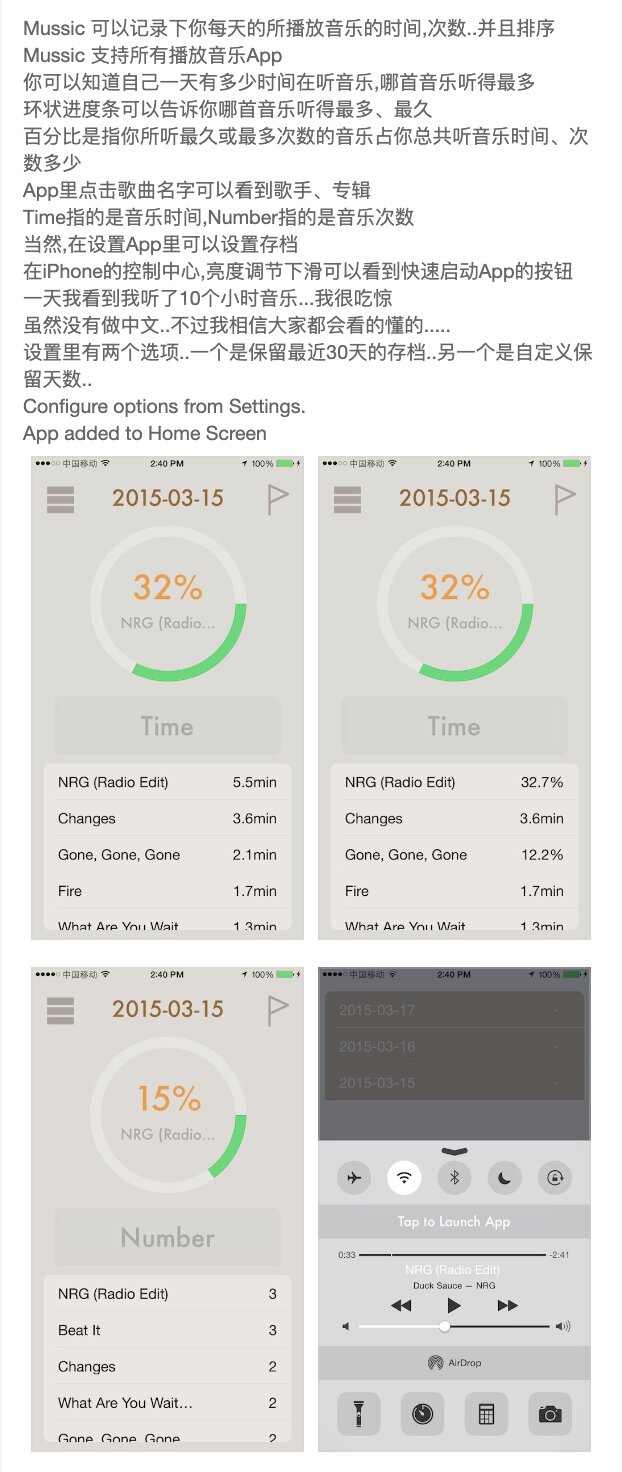 Mussic 可以记录下你每天的所播放音乐的时间,次数..并且排序
Mussic 支持所有播放音乐App
你可以知道自己一天有多少时间在听音乐,哪首音乐听得最多
环状进度条可以告诉你哪首音乐听得最多、最久
百分比是指你所听最久或最多次数的音乐占你总共听音乐时间、次
数多少
App里点击歌曲名字可以看到歌手、专辑
Time指的是音乐时间,Number指的是音乐次数
当然,在设置App里可以设置存档
在iPhone的控制中心,亮度调节下滑可以看到快速启动App的按钮
一天我看到我听了10个小时音乐...我很吃惊
虽然没有做中文..不过我相信大家都会看的懂的.....
设置里有两个选项..一个是保留最近30天的存档..另一个是自定义保
留天数..
Configure options from Settings.
App added to Home Screen
中国移动 2:40 PM 100%
2015-03-15
32%
NRG (Radio...
Time
NRG (Radio Edit) 5.5min
Changes 3.6min
Gone, Gone, Gone 2.1min
Fire 1.7min
What Are You Wait 1.3min
中国移动 2:40 PM 100%
2015-03-15
32%
NRG (Radio...
Time
NRG (Radio Edit) 32.7%
Changes 3.6min
Gone, Gone, Gone 12.2%
Fire 1.7min
What Are You Wait 1.3min
中国移动 2:40 PM 100%
2015-03-15
15%
NRG (Radio...
Number
NRG (Radio Edit) 3
Beat It 3
Changes 2
What Are You Wait... 2
Gone, Gone, Gone 2
中国移动 2:40 PM 100%
2015-03-17
2015-03-16
2015-03-15
Tap to Launch App
0:33 -2:41
NRG (Radio Edit)
Duck Sauce — NRG
AirDrop